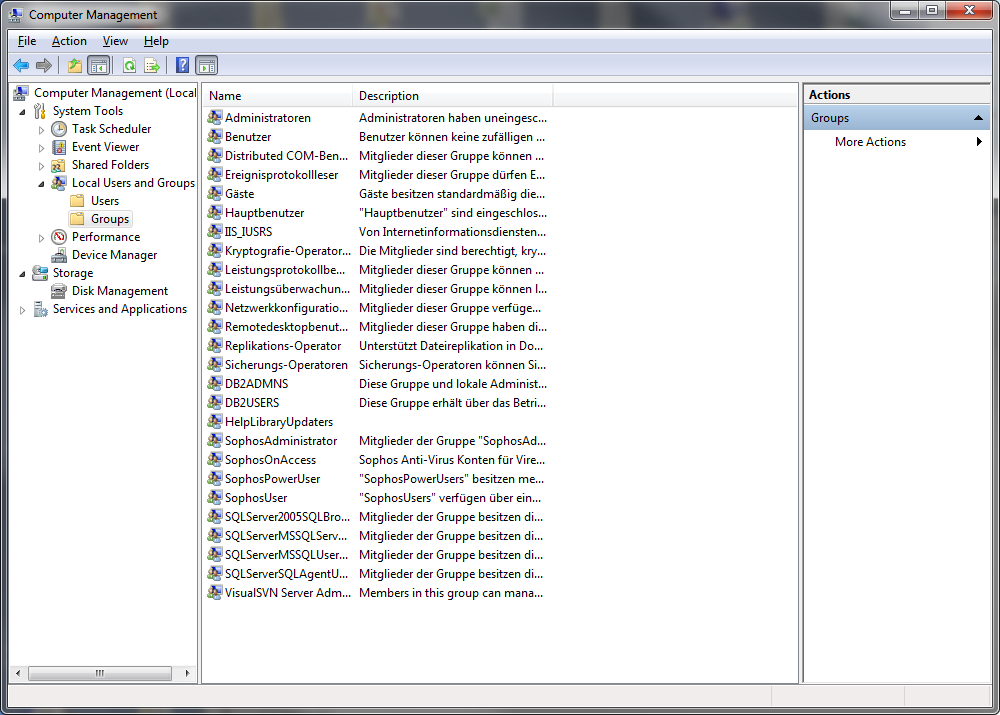 Computer Management
File Action View Help
Computer Management (Local
System Tools
Task Scheduler
Event Viewer
Shared Folders
Local Users and Groups
Users
Groups
Performance
Device Manager
Storage
Disk Management
Services and Applications
Name Description
Administratoren Administratoren haben uneingesc...
Benutzer Benutzer können keine zufälligen ...
Distributed COM-Ben... Mitglieder dieser Gruppe können ...
Ereignisprotokollleser Mitglieder dieser Gruppe dürfen E...
Gäste Gäste besitzen standardmäßig die...
Hauptbenutzer "Hauptbenutzer" sind eingeschlos...
IIS_IUSRS Von Internetinformationsdiensten...
Kryptografie-Operator... Die Mitglieder sind berechtigt, kry...
Leistungsprotokollbe... Mitglieder dieser Gruppe können ...
Leistungsüberwachun... Mitglieder dieser Gruppe können l...
Netzwerkkonfiguratio... Mitglieder dieser Gruppe verfüge...
Remotedesktopbenut... Mitglieder dieser Gruppe haben di...
Replikations-Operator Unterstützt Dateireplikation in Do...
Sicherungs-Operatoren Sicherungs-Operatoren können Si...
DB2ADMNS Diese Gruppe und lokale Administ...
DB2USERS Diese Gruppe erhält über das Betri...
HelpLibraryUpdaters
SophosAdministrator Mitglieder der Gruppe "SophosAd...
SophosOnAccess Sophos Anti-Virus Konten für Vire...
SophosPowerUser "SophosPowerUsers" besitzen me...
SophosUser "SophosUsers" verfügen über ein...
SQLServer2005SQLBro... Mitglieder der Gruppe besitzen di...
SQLServerMSSQLServ... Mitglieder der Gruppe besitzen di...
SQLServerMSSQLUser... Mitglieder der Gruppe besitzen di...
SQLServerSQLAgentU... Mitglieder der Gruppe besitzen di...
VisualSVN Server Adm... Members in this group can mana...
Actions
Groups
More Actions